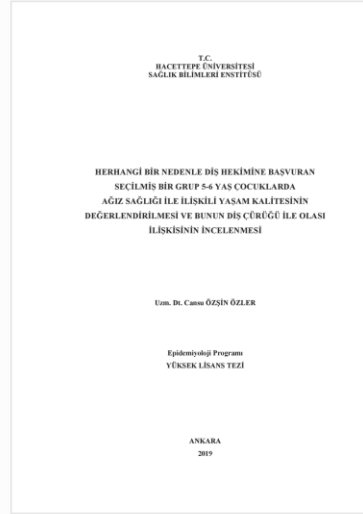 T.C.
HACETTEPE ÜNİVERSİTESİ
SAĞLIK BİLİMLERİ ENSTİTÜSÜ
HERHANGİ BİR NEDENLE DİŞ HEKİMİNE BAŞVURAN
SEÇİLMİŞ BİR GRUP 5-6 YAŞ ÇOCUKLARDA
AĞIZ SAĞLIĞI İLE İLİŞKİLİ YAŞAM KALİTESİNİN
DEĞERLENDİRİLMESİ VE BUNUN DİŞ ÇÜRÜĞÜ İLE OLASI
İLİŞKİSİNİN İNCELENMESİ
Uzm. Dt. Cansu ÖZŞİN ÖZLER
Epidemiyoloji Programı
YÜKSEK LİSANS TEZİ
ANKARA
2019